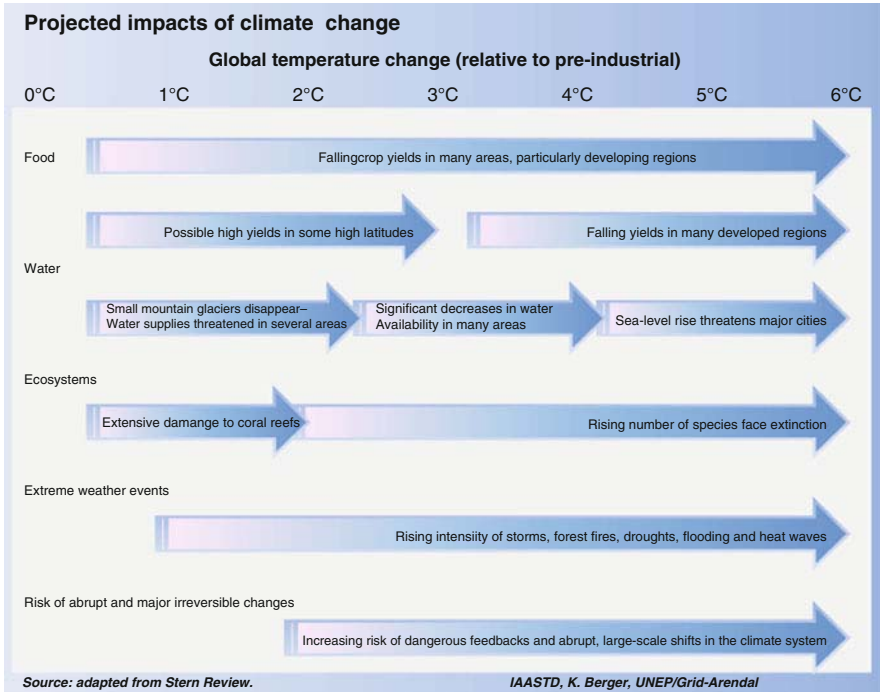 Projected impacts of climate change
Global temperature change (relative to pre-industrial)
0°C 1°C 2°C 3°C 4°C 5°C 6°C
Food
Fallingcrop yields in many areas, particularly developing regions
Possible high yields in some high latitudes
Falling yields in many developed regions
Water
Small mountain glaciers disappear–
Water supplies threatened in several areas
Significant decreases in water
Availability in many areas
Sea-level rise threatens major cities
Ecosystems
Extensive damange to coral reefs
Rising number of species face extinction
Extreme weather events
Rising intensiity of storms, forest fires, droughts, flooding and heat waves
Risk of abrupt and major irreversible changes
Increasing risk of dangerous feedbacks and abrupt, large-scale shifts in the climate system
Source: adapted from Stern Review. IAASTD, K. Berger, UNEP/Grid-Arendal